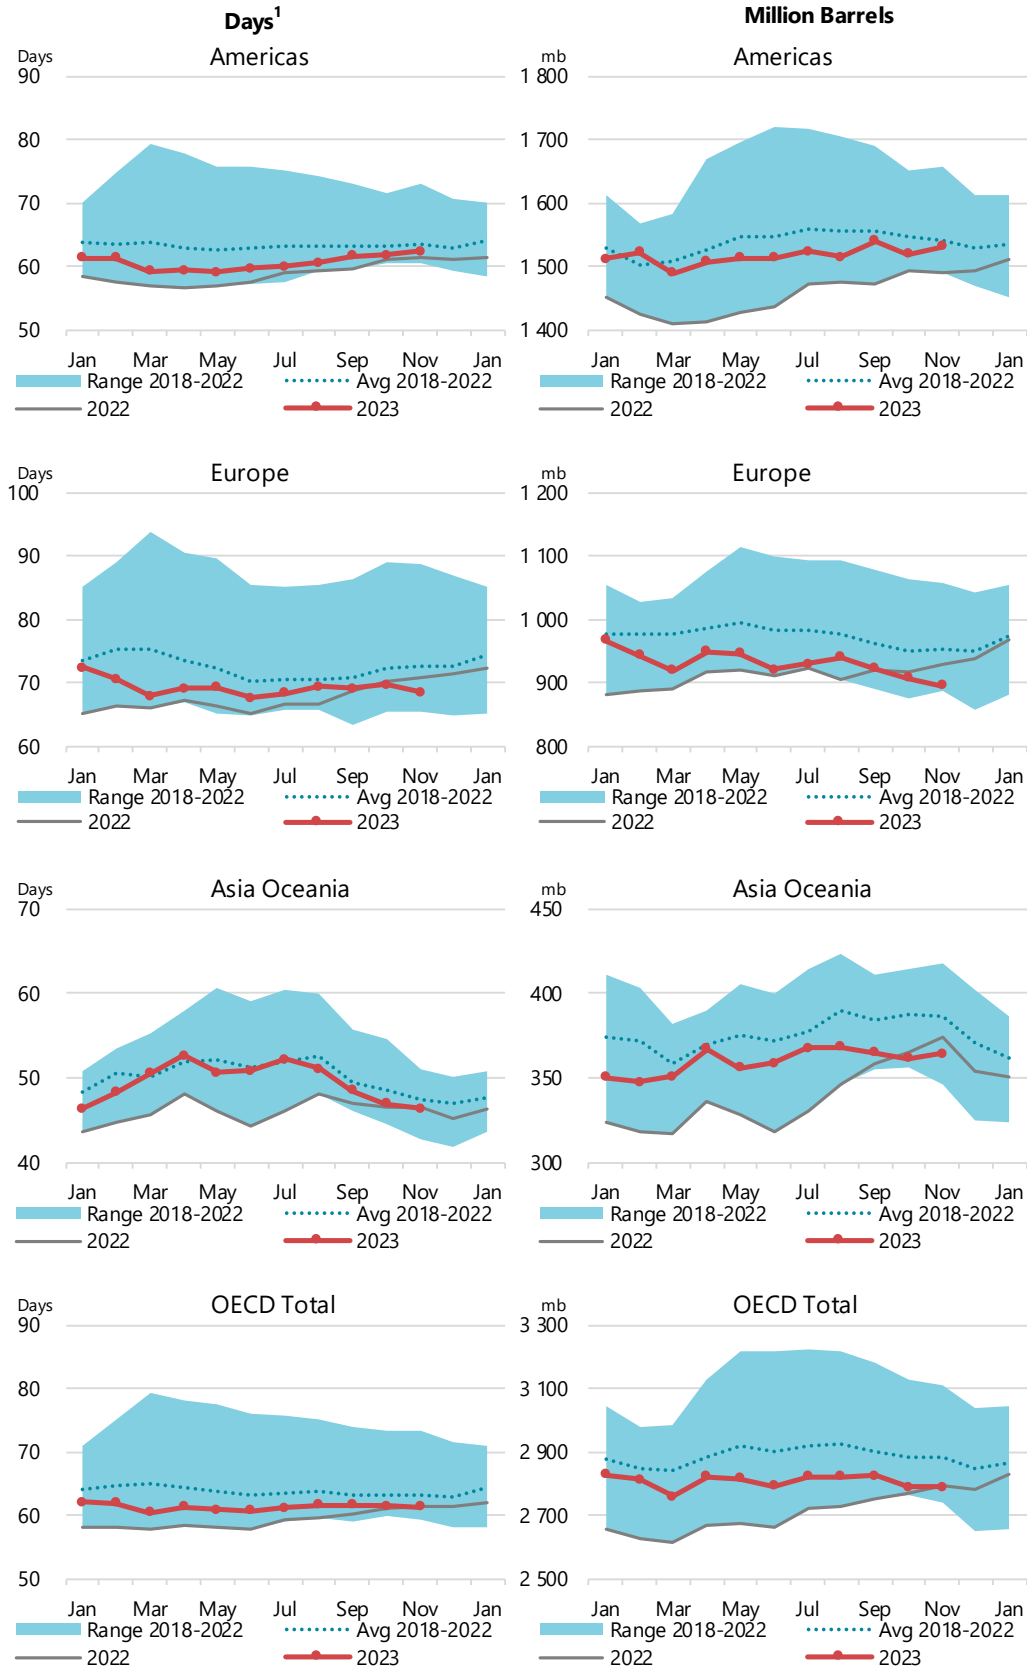 Days¹
Million Barrels
Days
Americas
90
80
70
60
50
Jan Mar May Jul Sep Nov Jan
Range 2018-2022 Avg 2018-2022
2022 2023
mb
Americas
1 800
1 700
1 600
1 500
1 400
Jan Mar May Jul Sep Nov Jan
Range 2018-2022 Avg 2018-2022
2022 2023
Days
Europe
100
90
80
70
60
Jan Mar May Jul Sep Nov Jan
Range 2018-2022 Avg 2018-2022
2022 2023
mb
Europe
1 200
1 100
1 000
900
800
Jan Mar May Jul Sep Nov Jan
Range 2018-2022 Avg 2018-2022
2022 2023
Days
Asia Oceania
70
60
50
40
Jan Mar May Jul Sep Nov Jan
Range 2018-2022 Avg 2018-2022
2022 2023
mb
Asia Oceania
450
400
350
300
Jan Mar May Jul Sep Nov Jan
Range 2018-2022 Avg 2018-2022
2022 2023
Days
OECD Total
90
80
70
60
50
Jan Mar May Jul Sep Nov Jan
Range 2018-2022 Avg 2018-2022
2022 2023
mb
OECD Total
3 300
3 100
2 900
2 700
2 500
Jan Mar May Jul Sep Nov Jan
Range 2018-2022 Avg 2018-2022
2022 2023